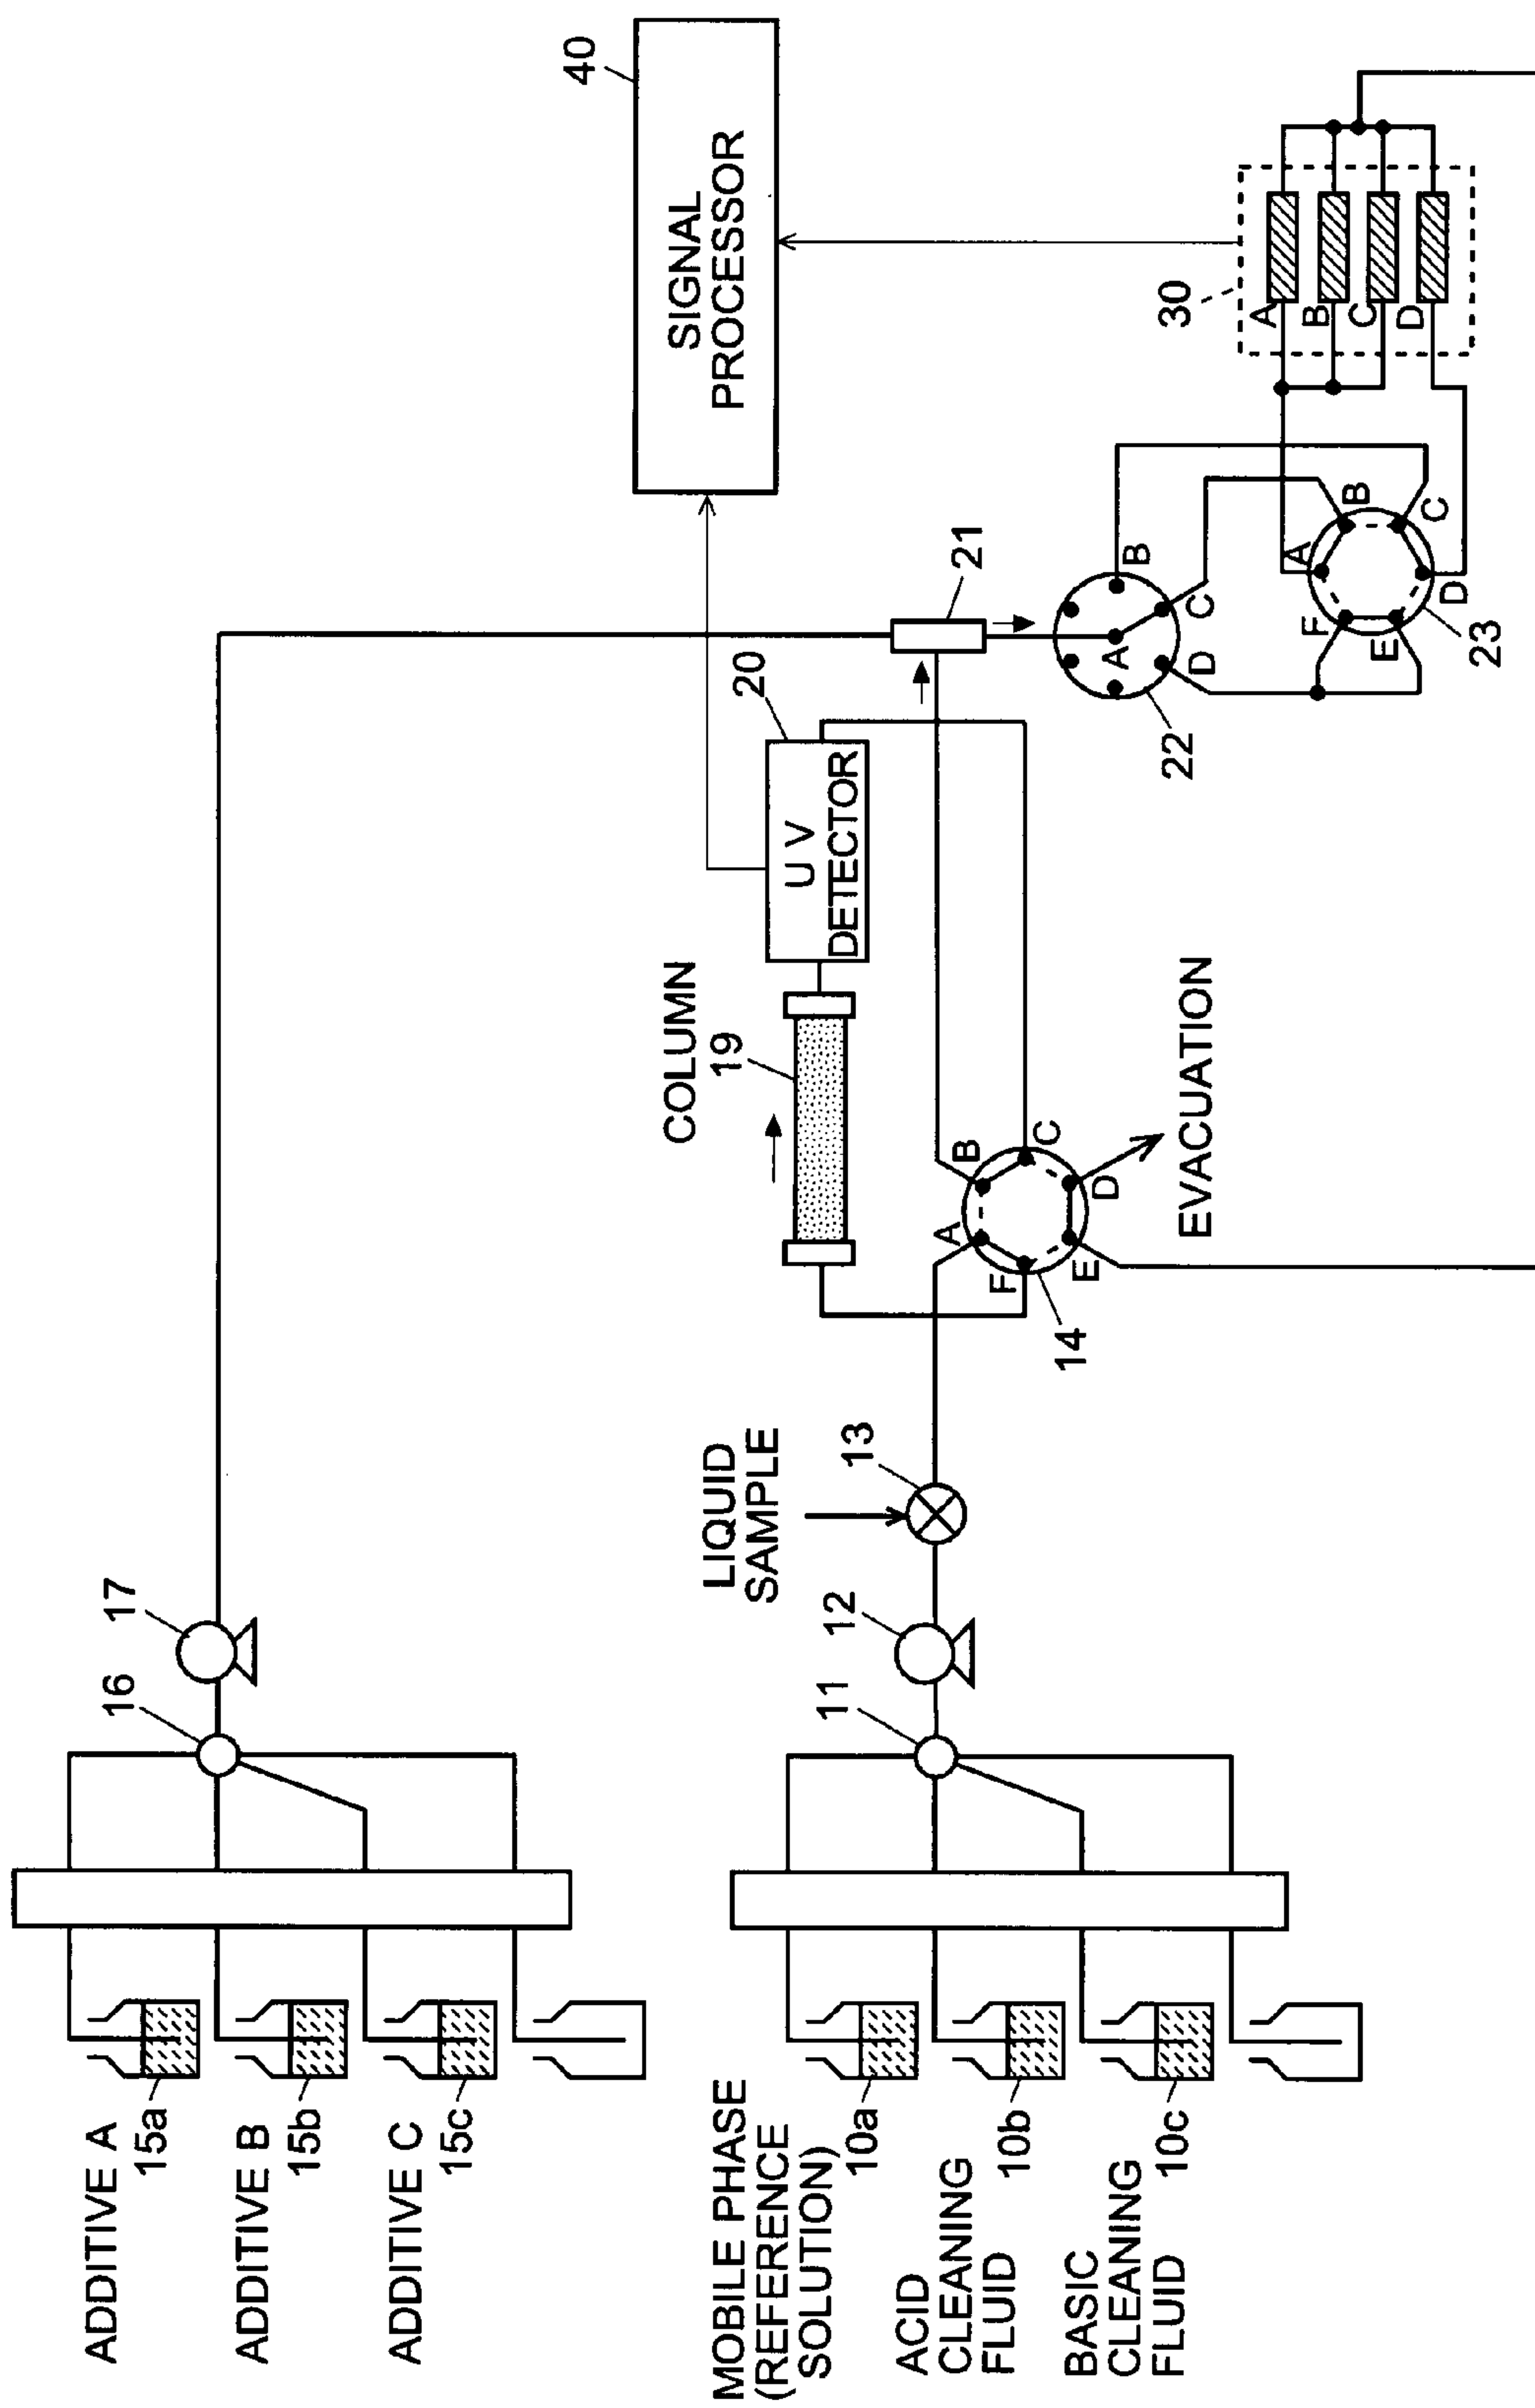 ADDITIVE A
15a
ADDITIVE B
15b
ADDITIVE C
15c
16
17
MOBILE PHASE
(REFERENCE
SOLUTION)
10a
ACID
CLEANING
FLUID
10b
BASIC
CLEANING
FLUID
10c
11
12
LIQUID
SAMPLE
13
14
A
B
C
D
E
F
EVACUATION
COLUMN
19
20
U V
DETECTOR
21
22
A
B
C
D
23
A
B
C
D
E
F
30
A
B
C
D
40
SIGNAL
PROCESSOR